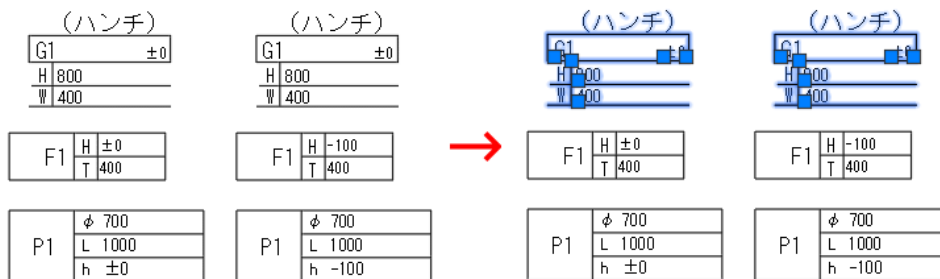 (ハンチ) (ハンチ) (ハンチ) (ハンチ)
G1 ±0 G1 ±0 G1 G1
H 800 H 800 H H
W 400 W 400 W 400 W 400
F1 H ±0 F1 H -100 F1 H ±0 F1 H -100
T 400 T 400 T 400 T 400
φ 700 φ 700 φ 700 φ 700
P1 L 1000 P1 L 1000 P1 L 1000 P1 L 1000
h ±0 h -100 h ±0 h -100